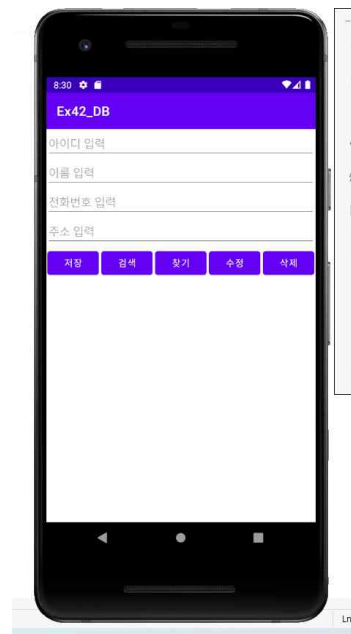 8:30
Ex42_DB
아이디 입력
이름 입력
전화번호 입력
주소 입력
저장 검색 찾기 수정 삭제
Ln